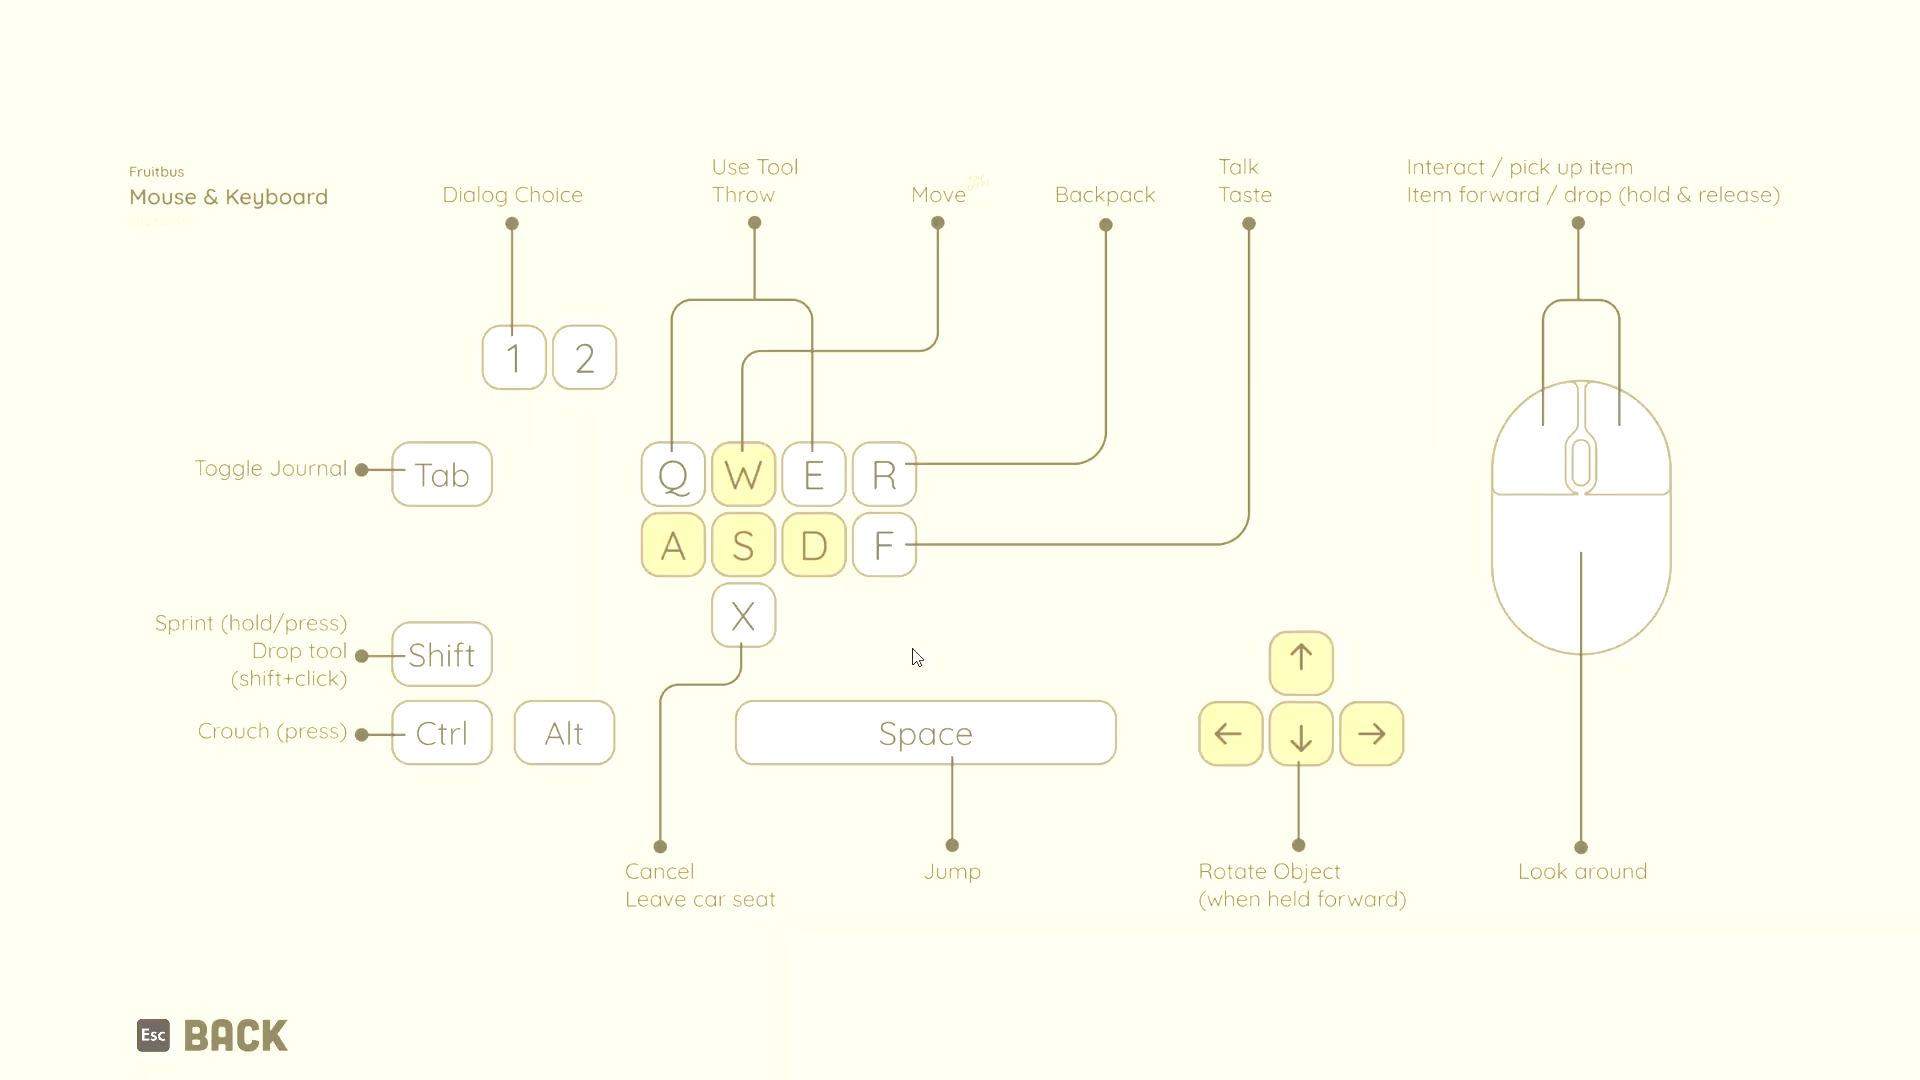 Fruitbus
Mouse & Keyboard
Dialog Choice
Use Tool
Throw
Move
Backpack
Talk
Taste
Interact / pick up item
Item forward / drop (hold & release)
1
2
Toggle Journal
Tab
Q
W
E
R
A
S
D
F
X
Sprint (hold/press)
Drop tool
(shift+click)
Shift
Crouch (press)
Ctrl
Alt
Space
↑
←
↓
→
Cancel
Leave car seat
Jump
Rotate Object
(when held forward)
Look around
Esc BACK